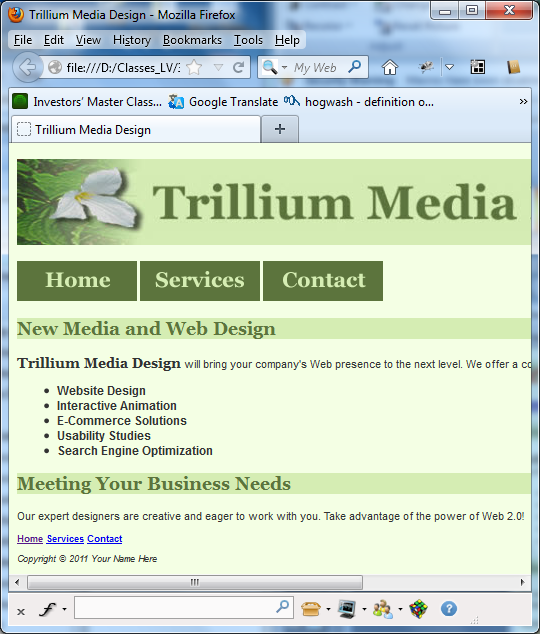 Trillium Media Design - Mozilla Firefox
File Edit View History Bookmarks Tools Help
file:///D:/Classes_LV/3 My Web
Investors' Master Class... Google Translate hogwash - definition o... »
Trillium Media Design
Trillium Media
Home Services Contact
New Media and Web Design
Trillium Media Design will bring your company's Web presence to the next level. We offer a co
• Website Design
• Interactive Animation
• E-Commerce Solutions
• Usability Studies
• Search Engine Optimization
Meeting Your Business Needs
Our expert designers are creative and eager to work with you. Take advantage of the power of Web 2.0!
Home Services Contact
Copyright © 2011 Your Name Here